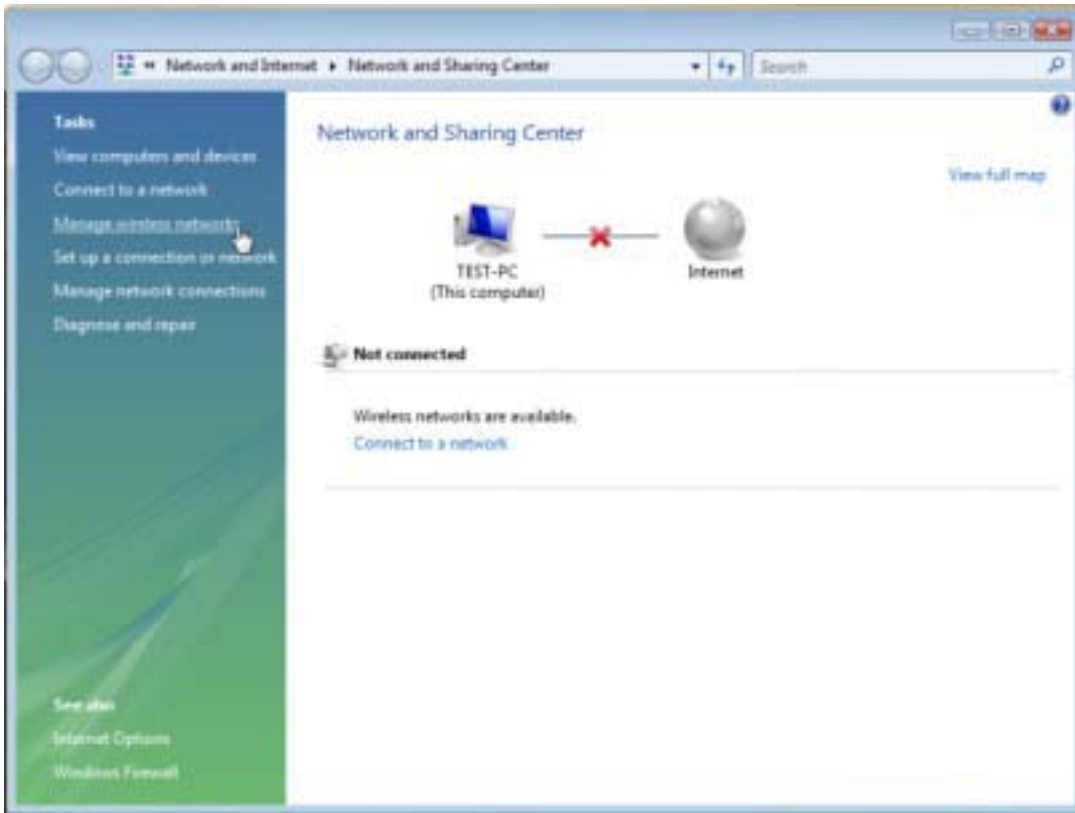 « Network and Internet ▸ Network and Sharing Center
Search
Tasks
View computers and devices
Connect to a network
Manage wireless networks
Set up a connection or network
Manage network connections
Diagnose and repair
See also
Internet Options
Windows Firewall
Network and Sharing Center
View full map
TEST-PC
(This computer)
Internet
Not connected
Wireless networks are available.
Connect to a network